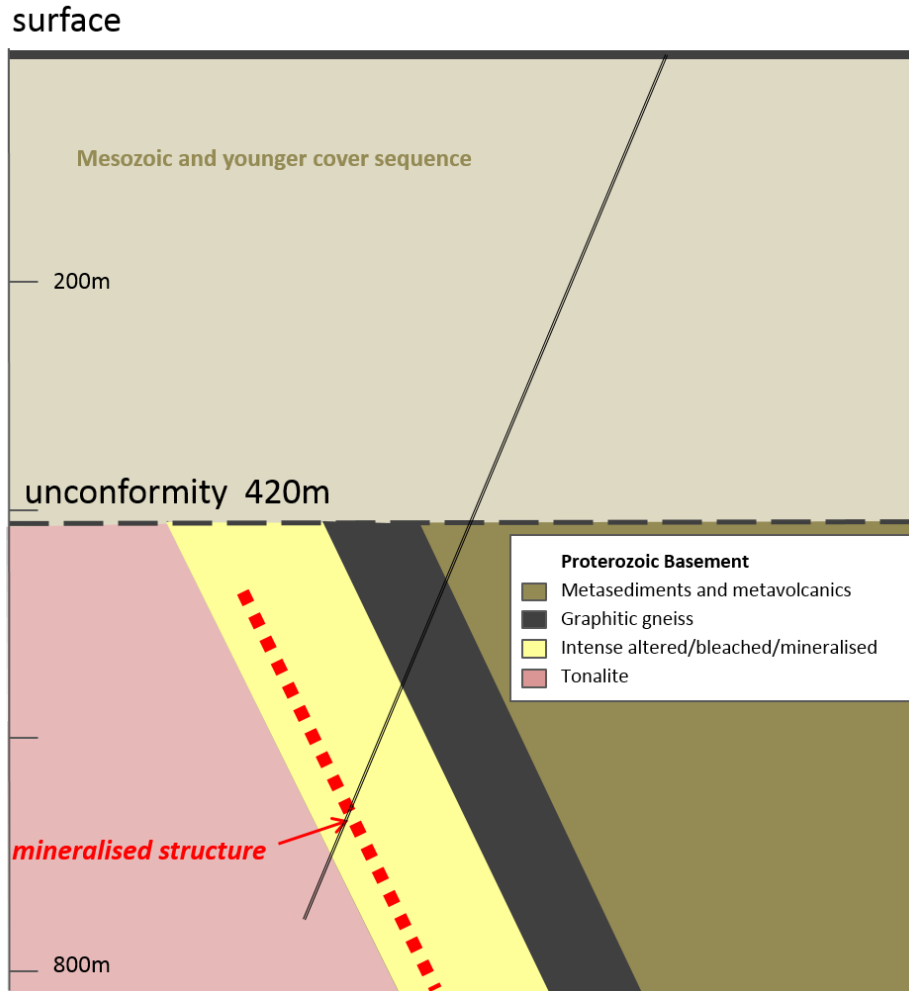 surface
Mesozoic and younger cover sequence
200m
unconformity 420m
Proterozoic Basement
Metasediments and metavolcanics
Graphitic gneiss
Intense altered/bleached/mineralised
Tonalite
mineralised structure
800m